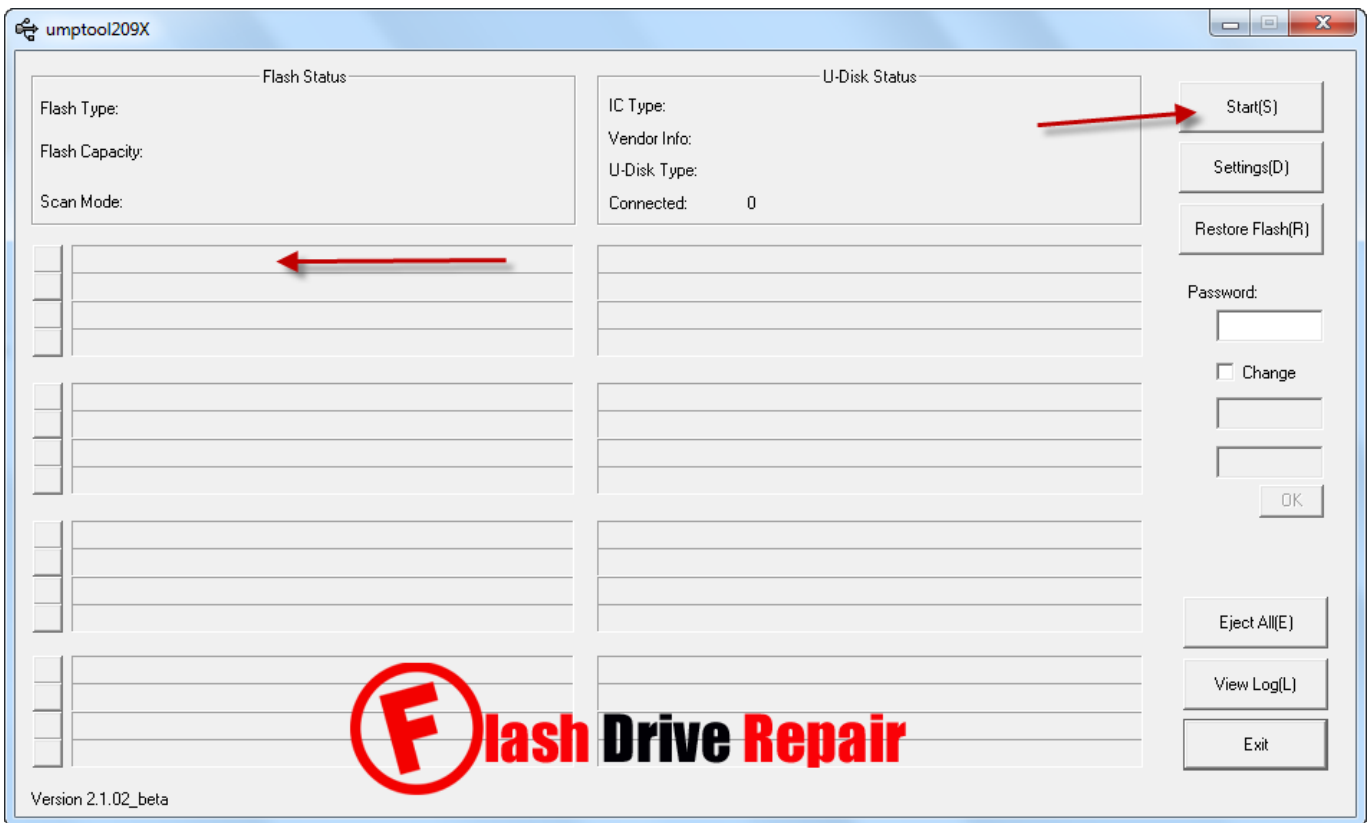 umptool209X
Flash Status
Flash Type:
Flash Capacity:
Scan Mode:
U-Disk Status
IC Type:
Vendor Info:
U-Disk Type:
Connected: 0
Start(S)
Settings(D)
Restore Flash(R)
Password:
Change
OK
Eject All(E)
View Log(L)
Exit
Flash Drive Repair
Version 2.1.02_beta